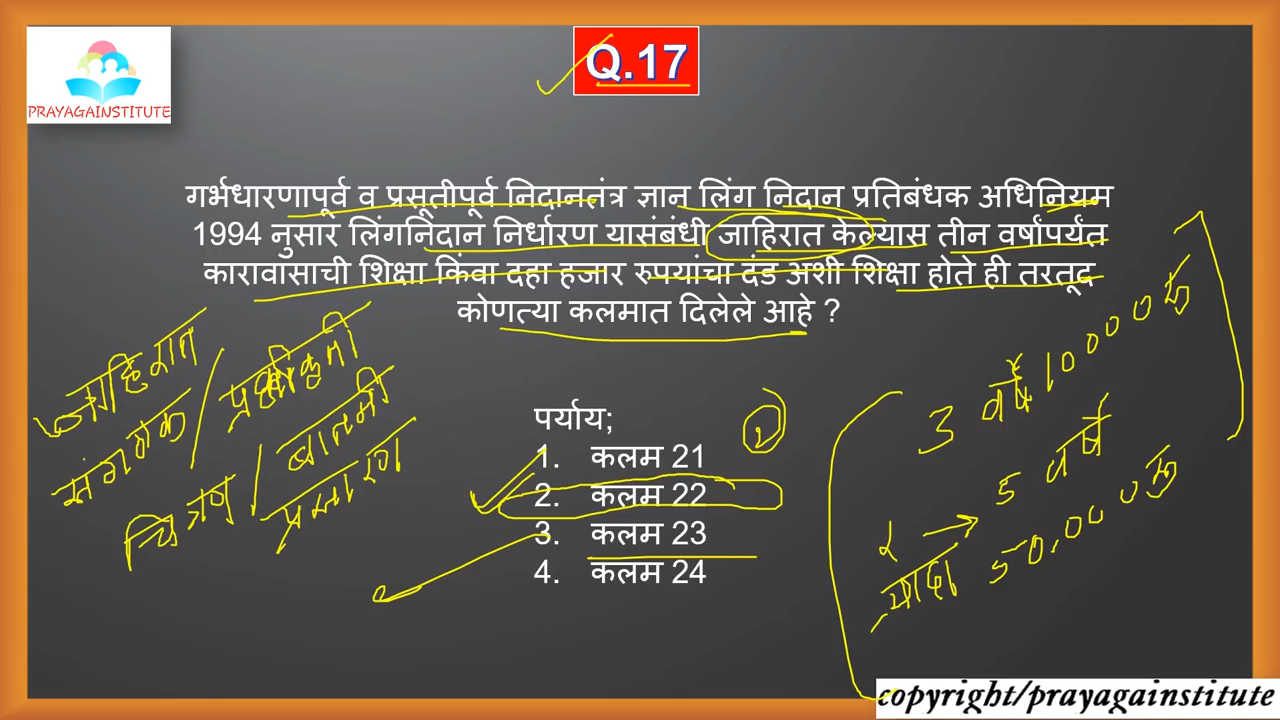 PRAYAGAINSTITUTE
Q.17
गर्भधारणापूर्व व प्रसूतीपूर्व निदानतंत्र ज्ञान लिंग निदान प्रतिबंधक अधिनियम
1994 नुसार लिंगनिदान निर्धारण यासंबंधी जाहिरात केल्यास तीन वर्षांपर्यंत
कारावासाची शिक्षा किंवा दहा हजार रुपयांचा दंड अशी शिक्षा होते ही तरतूद
कोणत्या कलमात दिलेले आहे ?
जाहिरात
संगणक /
चित्रण / बातमी
प्रसारण
पर्याय;
1. कलम 21
2. कलम 22
3. कलम 23
4. कलम 24
3 वर्ष 10000 रु
5 वर्ष
50,000 रु
copyright/prayagainstitute